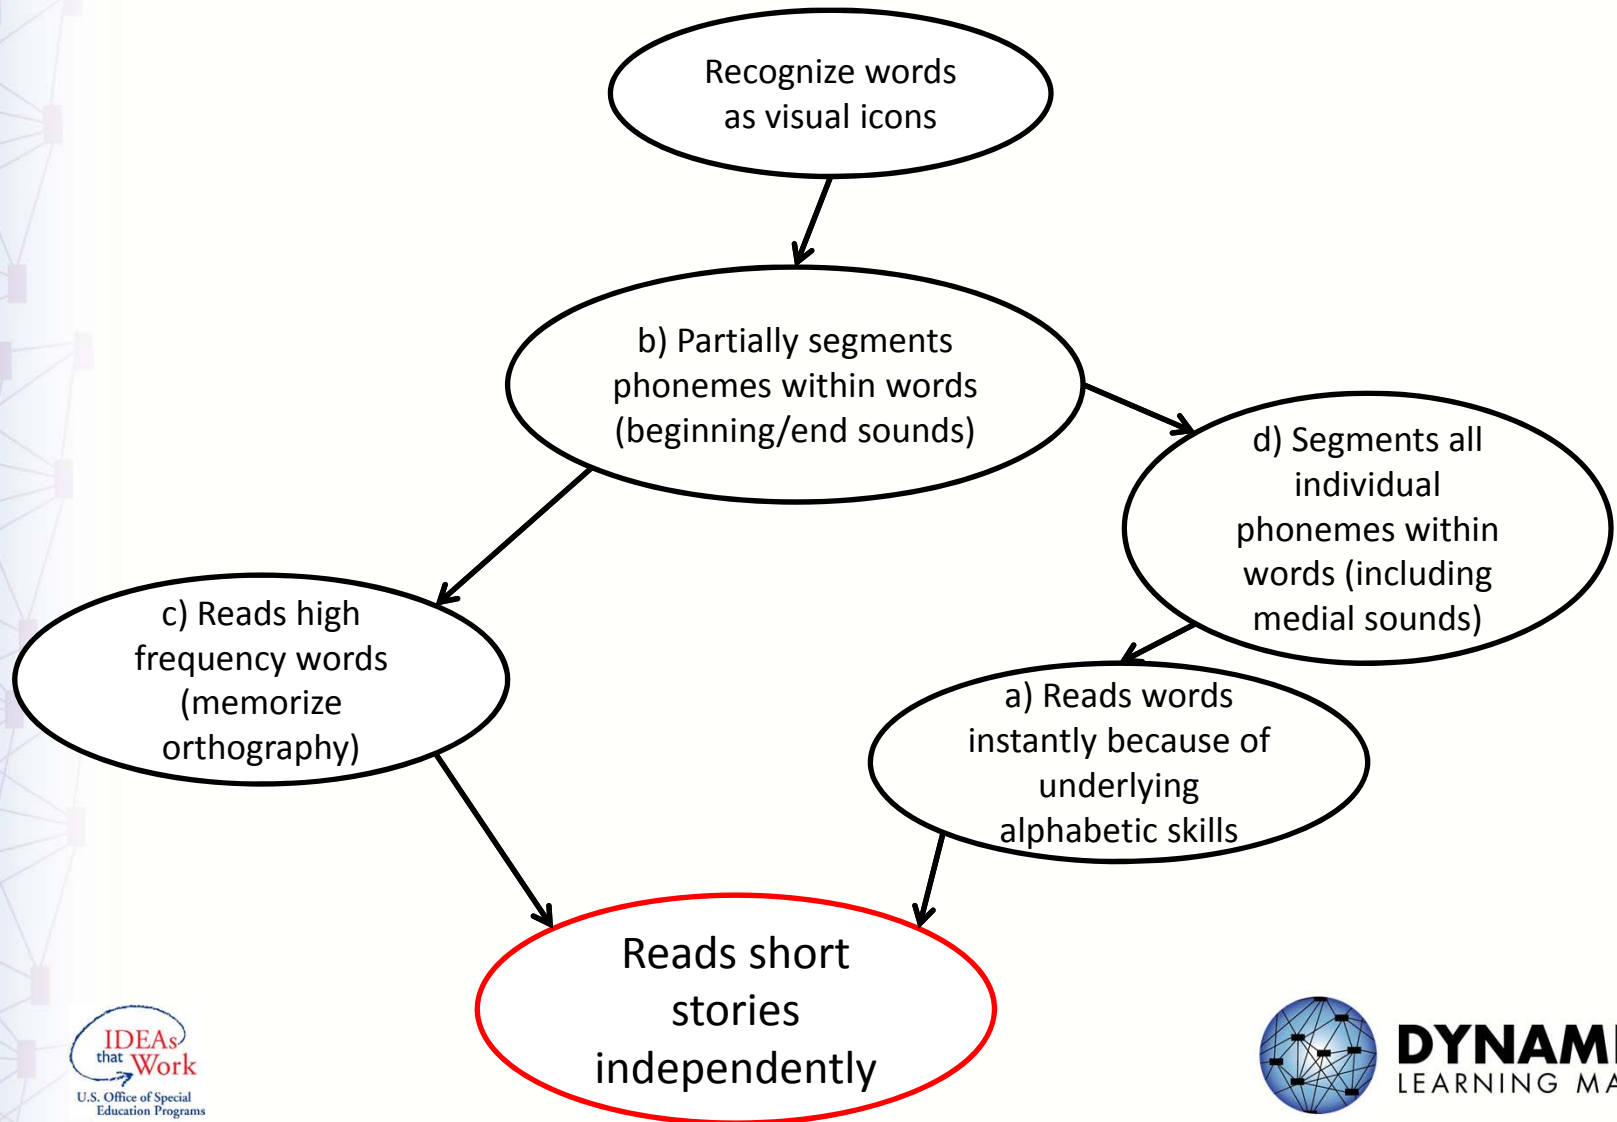 Recognize words
as visual icons
b) Partially segments
phonemes within words
(beginning/end sounds)
d) Segments all
individual
phonemes within
words (including
medial sounds)
c) Reads high
frequency words
(memorize
orthography)
a) Reads words
instantly because of
underlying
alphabetic skills
Reads short
stories
independently
IDEAs
that Work
U.S. Office of Special
Education Programs
DYNAMI
LEARNING MA